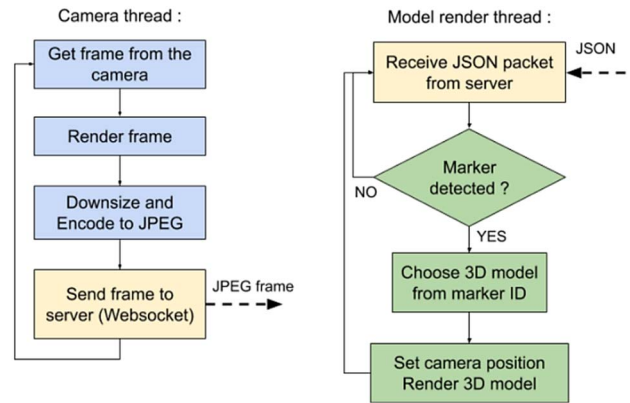 Camera thread :
Get frame from the
camera
Render frame
Downsize and
Encode to JPEG
Send frame to
server (Websocket)
JPEG frame
Model render thread :
Receive JSON packet
from server
JSON
Marker
detected ?
NO
YES
Choose 3D model
from marker ID
Set camera position
Render 3D model